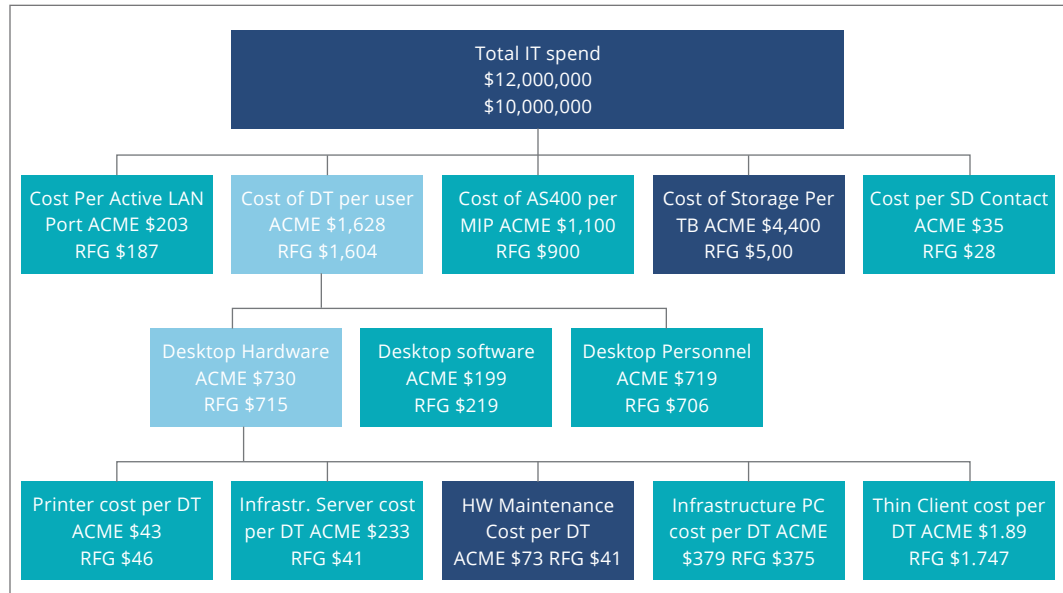 Total IT spend
$12,000,000
$10,000,000
Cost Per Active LAN
Port ACME $203
RFG $187
Cost of DT per user
ACME $1,628
RFG $1,604
Cost of AS400 per
MIP ACME $1,100
RFG $900
Cost of Storage Per
TB ACME $4,400
RFG $5,00
Cost per SD Contact
ACME $35
RFG $28
Desktop Hardware
ACME $730
RFG $715
Desktop software
ACME $199
RFG $219
Desktop Personnel
ACME $719
RFG $706
Printer cost per DT
ACME $43
RFG $46
Infrastr. Server cost
per DT ACME $233
RFG $41
HW Maintenance
Cost per DT
ACME $73 RFG $41
Infrastructure PC
cost per DT ACME
$379 RFG $375
Thin Client cost per
DT ACME $1.89
RFG $1.747